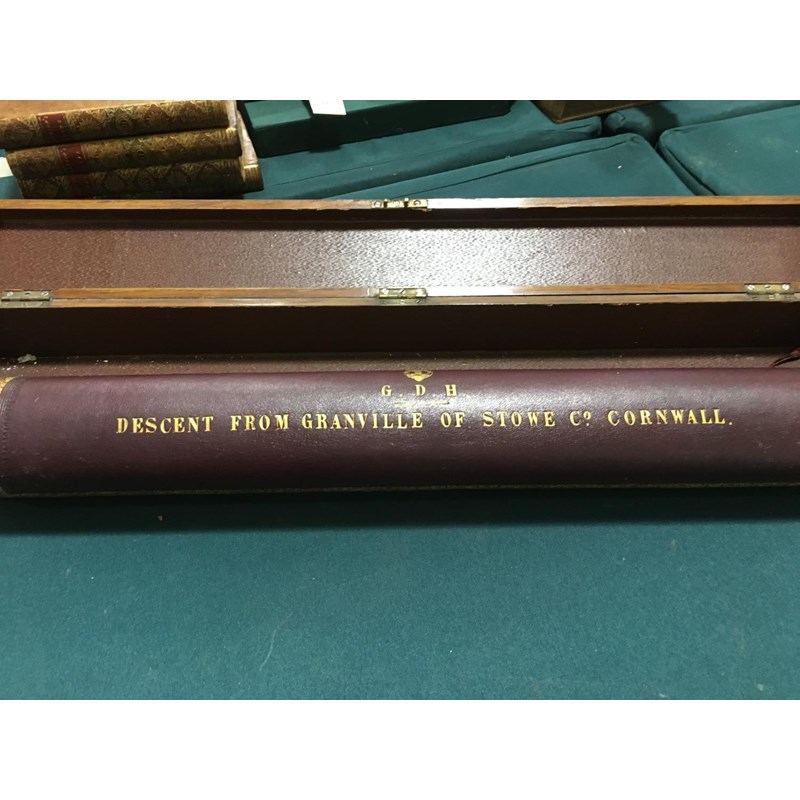 G. D. H.
DESCENT FROM GRANVILLE OF STOWE Cº CORNWALL.